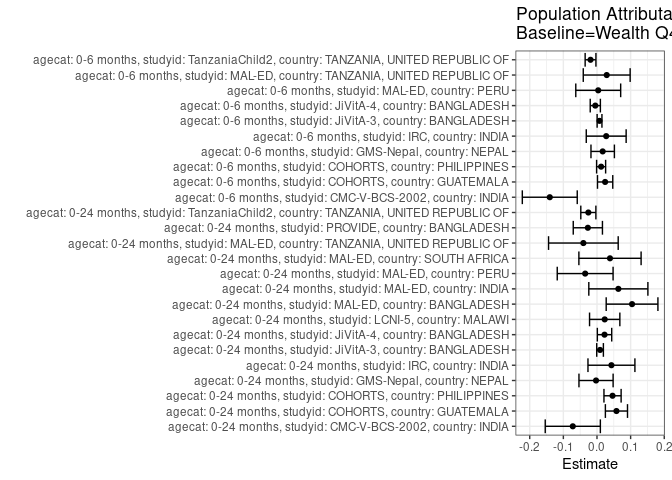 Population Attributa
Baseline=Wealth Q4
agecat: 0-6 months, studyid: TanzaniaChild2, country: TANZANIA, UNITED REPUBLIC OF
agecat: 0-6 months, studyid: MAL-ED, country: TANZANIA, UNITED REPUBLIC OF
agecat: 0-6 months, studyid: MAL-ED, country: PERU
agecat: 0-6 months, studyid: JiVitA-4, country: BANGLADESH
agecat: 0-6 months, studyid: JiVitA-3, country: BANGLADESH
agecat: 0-6 months, studyid: IRC, country: INDIA
agecat: 0-6 months, studyid: GMS-Nepal, country: NEPAL
agecat: 0-6 months, studyid: COHORTS, country: PHILIPPINES
agecat: 0-6 months, studyid: COHORTS, country: GUATEMALA
agecat: 0-6 months, studyid: CMC-V-BCS-2002, country: INDIA
agecat: 0-24 months, studyid: TanzaniaChild2, country: TANZANIA, UNITED REPUBLIC OF
agecat: 0-24 months, studyid: PROVIDE, country: BANGLADESH
agecat: 0-24 months, studyid: MAL-ED, country: TANZANIA, UNITED REPUBLIC OF
agecat: 0-24 months, studyid: MAL-ED, country: SOUTH AFRICA
agecat: 0-24 months, studyid: MAL-ED, country: PERU
agecat: 0-24 months, studyid: MAL-ED, country: INDIA
agecat: 0-24 months, studyid: MAL-ED, country: BANGLADESH
agecat: 0-24 months, studyid: LCNI-5, country: MALAWI
agecat: 0-24 months, studyid: JiVitA-4, country: BANGLADESH
agecat: 0-24 months, studyid: JiVitA-3, country: BANGLADESH
agecat: 0-24 months, studyid: IRC, country: INDIA
agecat: 0-24 months, studyid: GMS-Nepal, country: NEPAL
agecat: 0-24 months, studyid: COHORTS, country: PHILIPPINES
agecat: 0-24 months, studyid: COHORTS, country: GUATEMALA
agecat: 0-24 months, studyid: CMC-V-BCS-2002, country: INDIA
-0.2 -0.1 0.0 0.1 0.2
Estimate